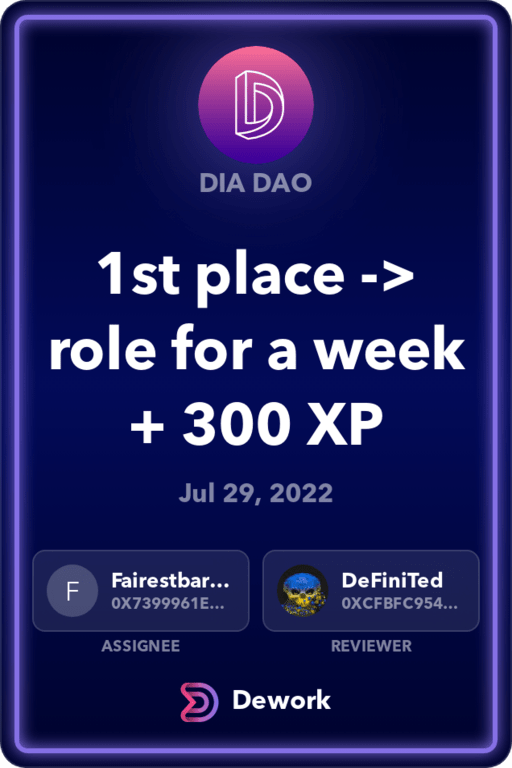 DIA DAO
1st place ->
role for a week
+ 300 XP
Jul 29, 2022
F
Fairestbar...
0X7399961E...
DeFiniTed
0XCFBFC954...
ASSIGNEE
REVIEWER
Dework